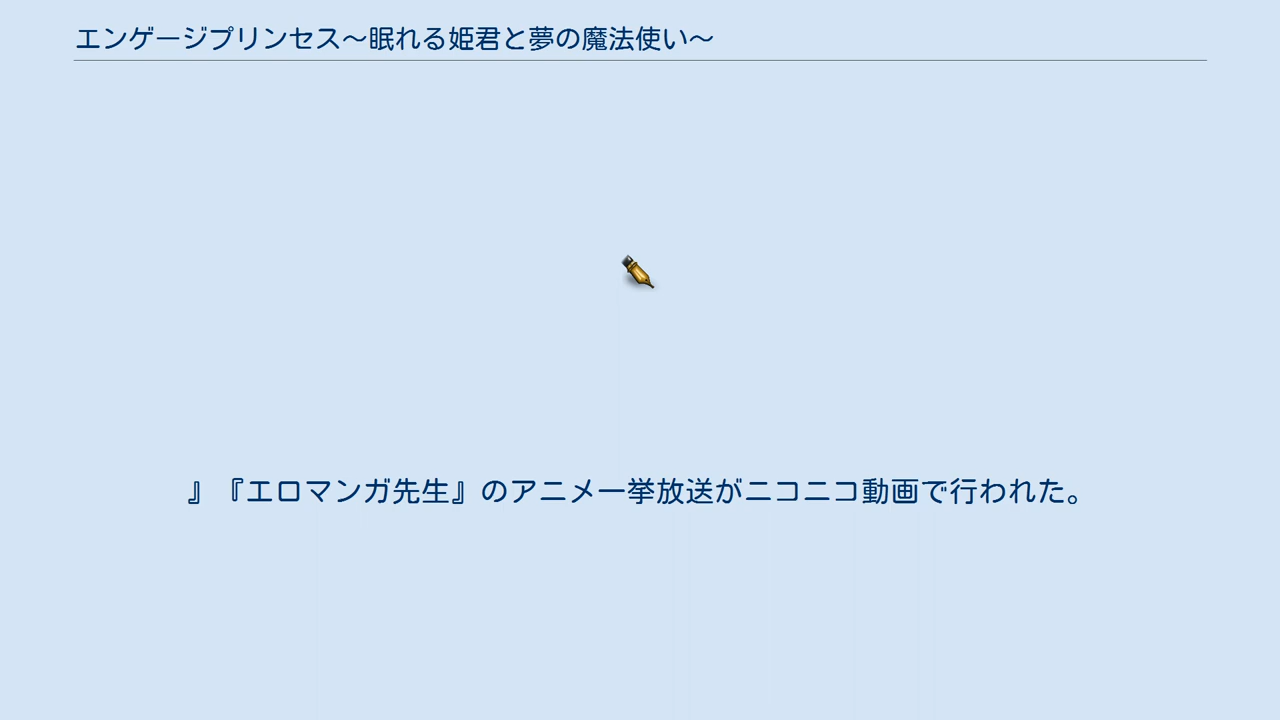 エンゲージプリンセス〜眠れる姫君と夢の魔法使い〜
』『エロマンガ先生』のアニメ一挙放送がニコニコ動画で行われた。